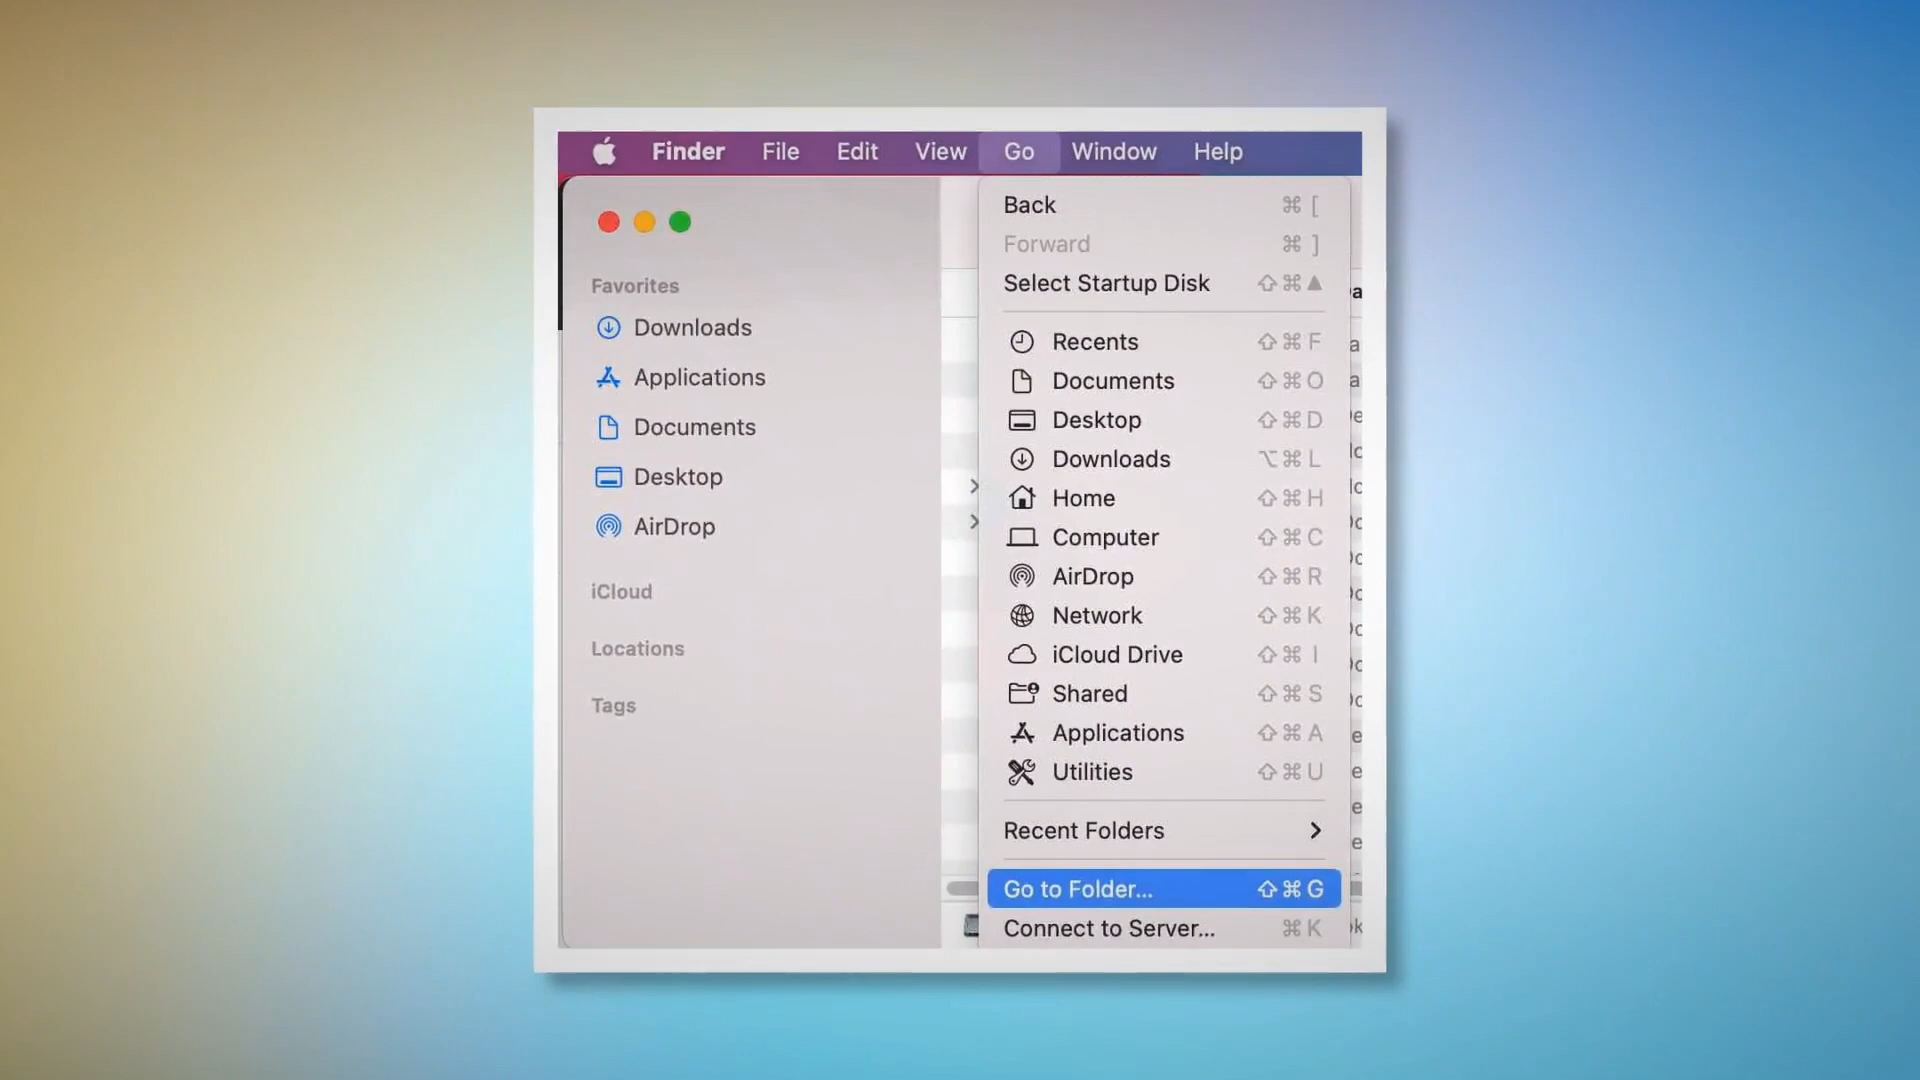 Finder File Edit View Go Window Help
Favorites
Downloads
Applications
Documents
Desktop
AirDrop
iCloud
Locations
Tags
Back ⌘ [
Forward ⌘ ]
Select Startup Disk ⇧⌘▲
Recents ⇧⌘F
Documents ⇧⌘O
Desktop ⇧⌘D
Downloads ⌥⌘L
Home ⇧⌘H
Computer ⇧⌘C
AirDrop ⇧⌘R
Network ⇧⌘K
iCloud Drive ⇧⌘I
Shared ⇧⌘S
Applications ⇧⌘A
Utilities ⇧⌘U
Recent Folders
Go to Folder... ⇧⌘G
Connect to Server... ⌘K